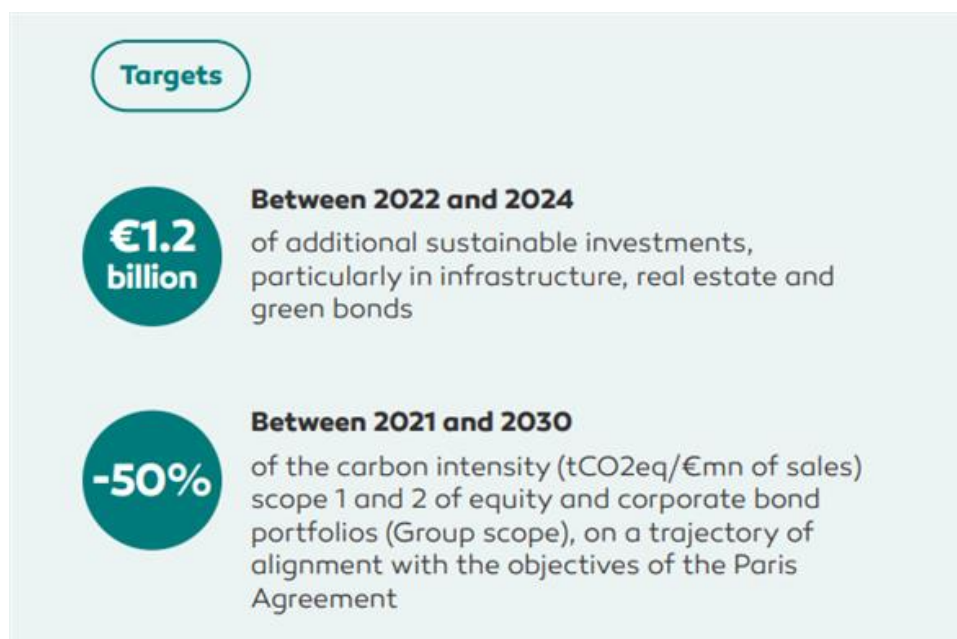 Targets
€1.2
billion
Between 2022 and 2024
of additional sustainable investments,
particularly in infrastructure, real estate and
green bonds
-50%
Between 2021 and 2030
of the carbon intensity (tCO2eq/€mn of sales)
scope 1 and 2 of equity and corporate bond
portfolios (Group scope), on a trajectory of
alignment with the objectives of the Paris
Agreement